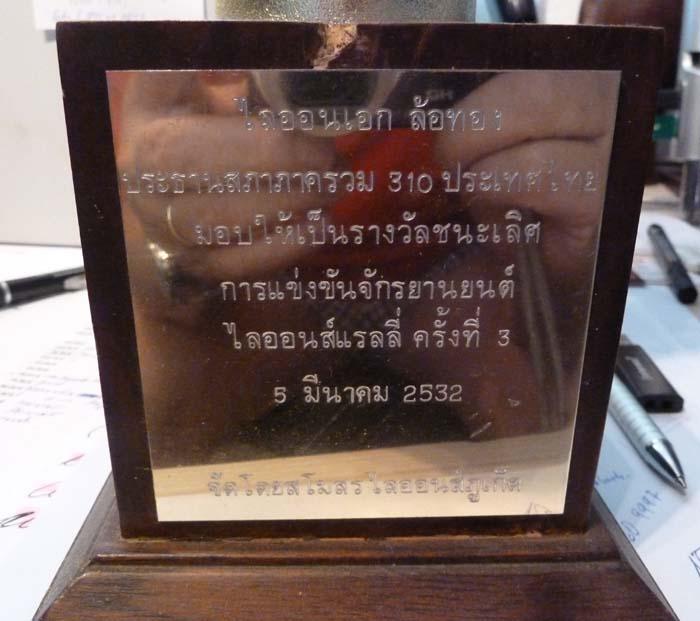 ไลออนเอก ล้อทอง
ประธานสภาภาครวม 310 ประเทศไทย
มอบให้เป็นรางวัลชนะเลิศ
การแข่งขันจักรยานยนต์
ไลออนส์แรลลี่ ครั้งที่ 3
5 มีนาคม 2532
จัดโดยสโมสรไลออนส์ภูเก็ต